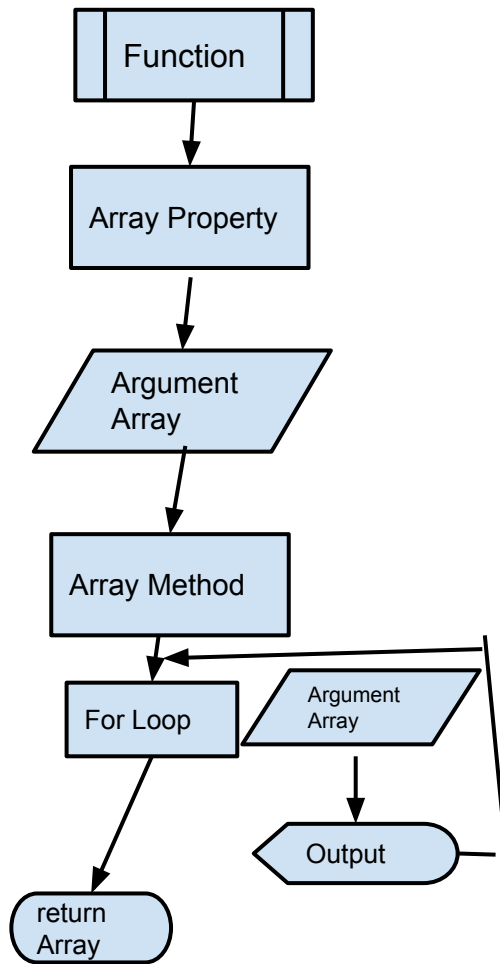 Function
Array Property
Argument
Array
Array Method
For Loop
Argument
Array
Output
return
Array